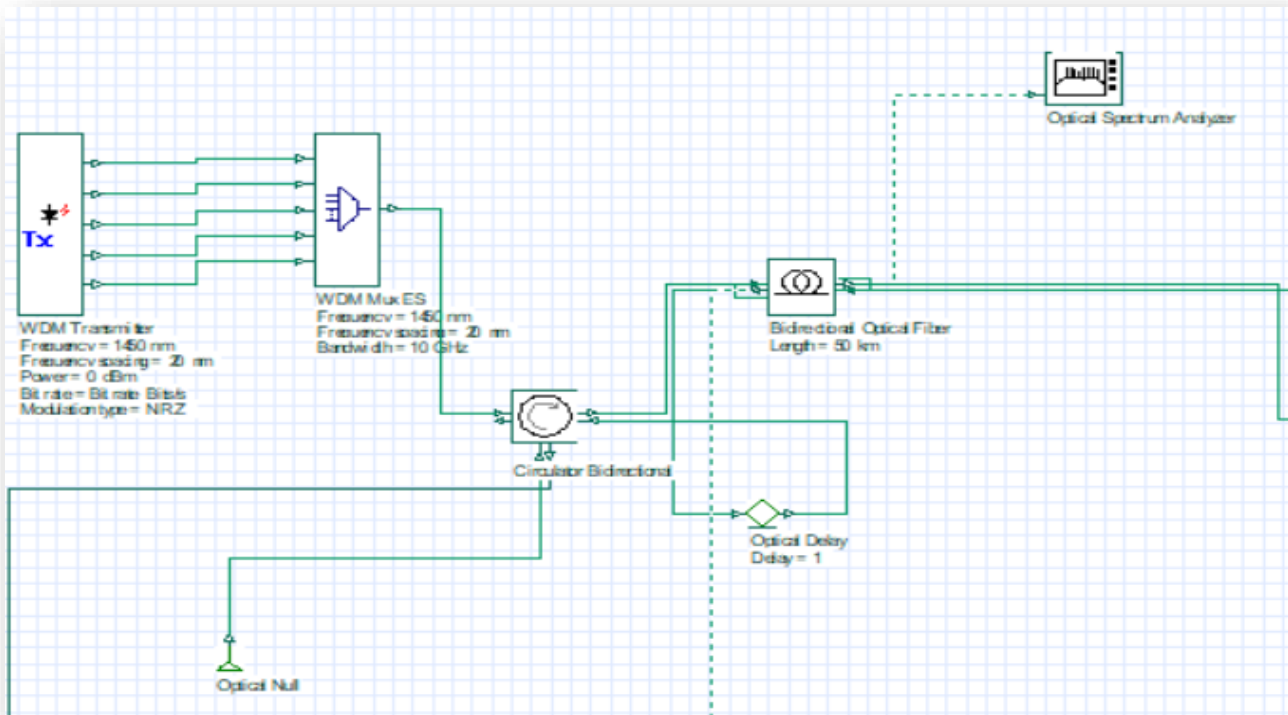 Optical Spectrum Analyzer
Tx
WDM Transmitter
Frequency = 1450 nm
Frequency spacing = 20 nm
Power = 0 dBm
Bit rate = Bit rate Bits/s
Modulation type = NRZ
WDM Mux ES
Frequency = 1450 nm
Frequency spacing = 20 nm
Bandwidth = 10 GHz
Bidirectional Optical Fiber
Length = 50 km
Circulator Bidirectional
Optical Delay
Delay = 1
Optical Null